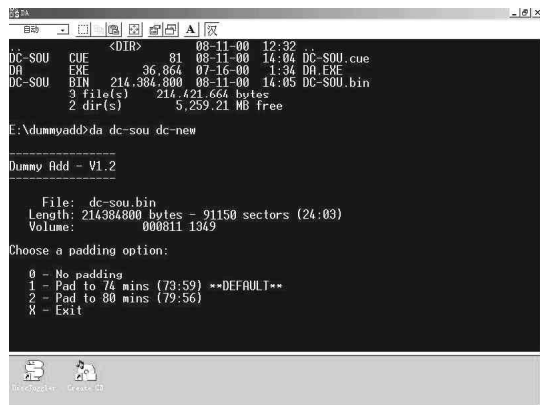 DA
自动 A 汉
.. <DIR> 08-11-00 12:32 ..
DC-SOU CUE 81 08-11-00 14:04 DC-SOU.cue
DA EXE 36,864 07-16-00 1:34 DA.EXE
DC-SOU BIN 214,384,800 08-11-00 14:05 DC-SOU.bin
3 file(s) 214,421,664 bytes
2 dir(s) 5,259.21 MB free
E:\dummyadd>da dc-sou dc-new
----------------
Dummy Add - V1.2
----------------
File: dc-sou.bin
Length: 214384800 bytes - 91150 sectors (24:03)
Volume: 000811 1349
Choose a padding option:
0 - No padding
1 - Pad to 74 mins (73:59) **DEFAULT**
2 - Pad to 80 mins (79:56)
X - Exit
Create CD